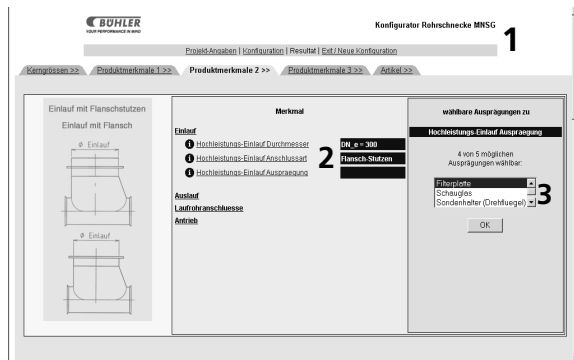 BÜHLER
YOUR PERFORMANCE IN MIND
Konfigurator Rohrschnecke MNSG
1
Projekt-Angaben | Konfiguration | Resultat | Exit / Neue Konfiguration
Kerngrössen >> Produktmerkmale 1 >> Produktmerkmale 2 >> Produktmerkmale 3 >> Artikel >>
Einlauf mit Flanschstutzen
Einlauf mit Flansch
ø Einlauf
ø Einlauf
Merkmal
Einlauf
Hochleistungs-Einlauf Durchmesser DN_e = 300
Hochleistungs-Einlauf Anschlussart Flansch-Stutzen
Hochleistungs-Einlauf Auspraegung
2
Auslauf
Laufrohranschluesse
Antrieb
wählbare Ausprägungen zu
Hochleistungs-Einlauf Auspraegung
4 von 5 möglichen
Ausprägungen wählbar:
Filterplatte
Schauglas
Sondenhalter (Drehfluegel)
3
OK